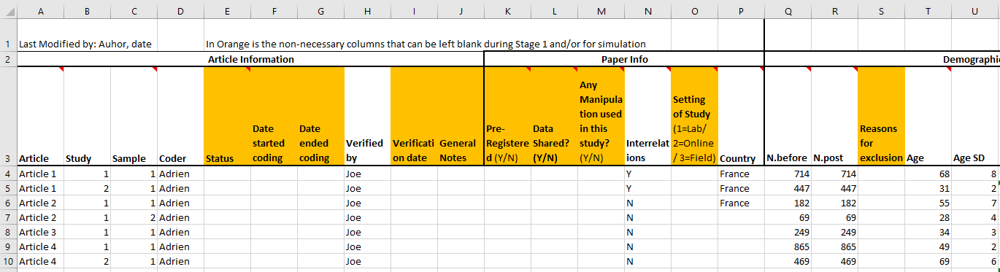 A B C D E F G H I J K L M N O P Q R S T U
1 Last Modified by: Auhor, date In Orange is the non-necessary columns that can be left blank during Stage 1 and/or for simulation
2 Article Information Paper Info Demographi
Any
Manipula Setting
tion used of Study
Date Date Pre- Data in this (1=Lab/ Reasons
started ended Verified Verificati General Registere Shared? study? Interrelat 2=Online for
3 Article Study Sample Coder Status coding coding by on date Notes d (Y/N) (Y/N) (Y/N) ions / 3=Field) Country N.before N.post exclusion Age Age SD
4 Article 1 1 1 Adrien Joe Y France 714 714 68 8
5 Article 1 2 1 Adrien Joe Y France 447 447 31 2
6 Article 2 1 1 Adrien Joe N France 182 182 55 7
7 Article 2 1 2 Adrien Joe N 69 69 28 4
8 Article 3 1 1 Adrien Joe N 249 249 34 3
9 Article 4 1 1 Adrien Joe N 865 865 49 2
10 Article 4 2 1 Adrien Joe N 469 469 69 6